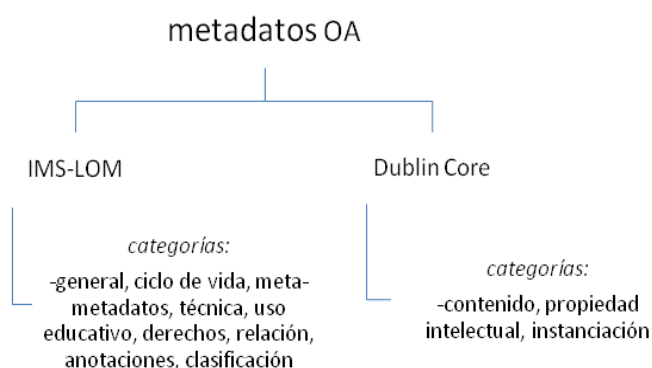 metadatos OA
IMS-LOM
Dublin Core
categorías:
-general, ciclo de vida, meta-
metadatos, técnica, uso
educativo, derechos, relación,
anotaciones, clasificación
categorías:
-contenido, propiedad
intelectual, instanciación